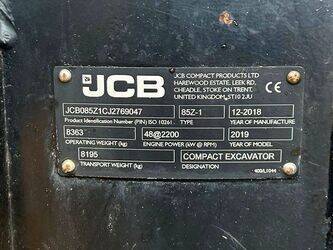 JCB
JCB COMPACT PRODUCTS LTD
HAREWOOD ESTATE, LEEK RD,
CHEADLE, STOKE ON TRENT,
UNITED KINGDOM, ST10 2JU
JCB085Z1CJ2769047 85Z-1 12-2018
Product Identification Number (PIN) ISO 10261 TYPE YEAR OF MANUFACTURE
8363 48@2200 2019
OPERATING WEIGHT (kg) ENGINE POWER (kW @ RPM) YEAR OF MODEL
8195 COMPACT EXCAVATOR
TRANSPORT WEIGHT (kg) DESIGNATION